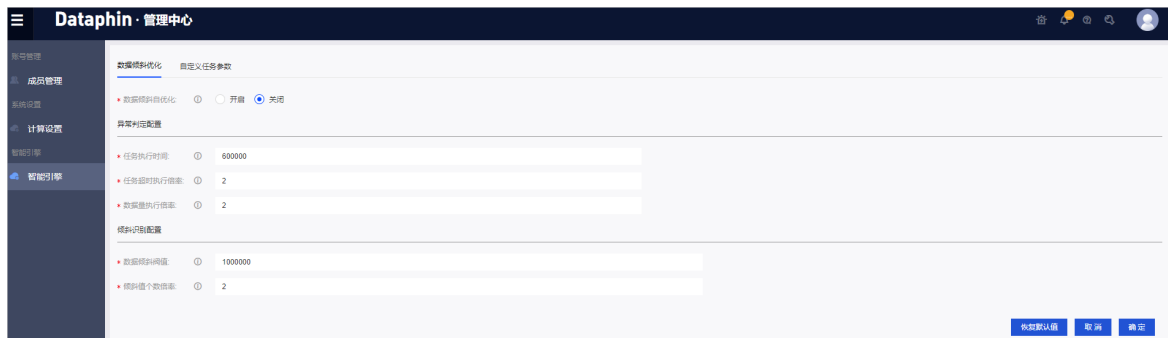 Dataphin · 管理中心
账号管理
成员管理
系统设置
计算设置
智能引擎
智能引擎
数据倾斜优化 自定义任务参数
* 数据倾斜自优化: 开启 关闭
异常判定配置
* 任务执行时间: 600000
* 任务超时执行倍率: 2
* 数据量执行倍率: 2
倾斜识别配置
* 数据倾斜阀值: 1000000
* 倾斜值个数倍率: 2
恢复默认值 取消 确定